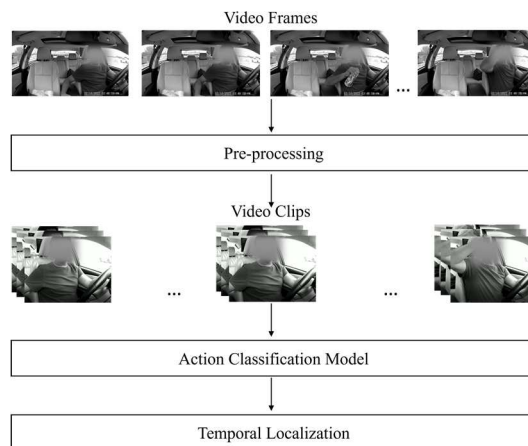 Video Frames
...
Pre-processing
Video Clips
... ...
Action Classification Model
Temporal Localization